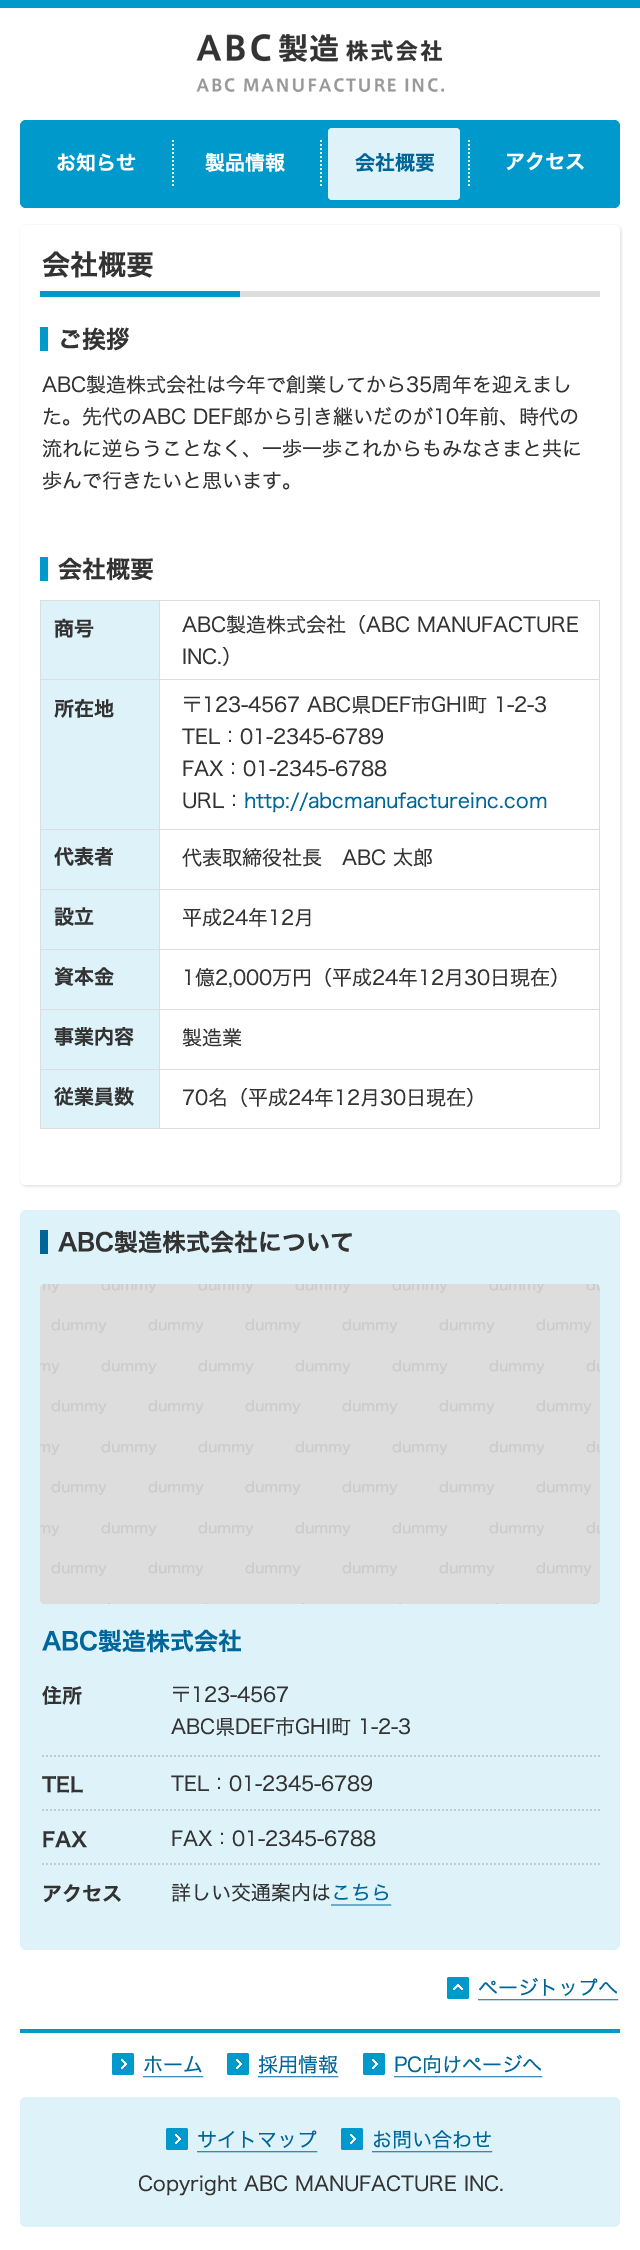 ABC製造 株式会社
ABC MANUFACTURE INC.
お知らせ 製品情報 会社概要 アクセス
会社概要
ご挨拶
ABC製造株式会社は今年で創業してから35周年を迎えまし
た。先代のABC DEF郎から引き継いだのが10年前、時代の
流れに逆らうことなく、一歩一歩これからもみなさまと共に
歩んで行きたいと思います。
会社概要
商号 ABC製造株式会社（ABC MANUFACTURE
INC.）
所在地 〒123-4567 ABC県DEF市GHI町 1-2-3
TEL：01-2345-6789
FAX：01-2345-6788
URL：http://abcmanufactureinc.com
代表者 代表取締役社長　ABC 太郎
設立 平成24年12月
資本金 1億2,000万円（平成24年12月30日現在）
事業内容 製造業
従業員数 70名（平成24年12月30日現在）
ABC製造株式会社について
my dummy dummy dummy dummy dummy du
dummy dummy dummy dummy dummy dummy
my dummy dummy dummy dummy dummy du
dummy dummy dummy dummy dummy dummy
my dummy dummy dummy dummy dummy du
dummy dummy dummy dummy dummy dummy
my dummy dummy dummy dummy dummy du
dummy dummy dummy dummy dummy dummy
ABC製造株式会社
住所 〒123-4567
ABC県DEF市GHI町 1-2-3
TEL TEL：01-2345-6789
FAX FAX：01-2345-6788
アクセス 詳しい交通案内はこちら
ページトップへ
ホーム 採用情報 PC向けページへ
サイトマップ お問い合わせ
Copyright ABC MANUFACTURE INC.